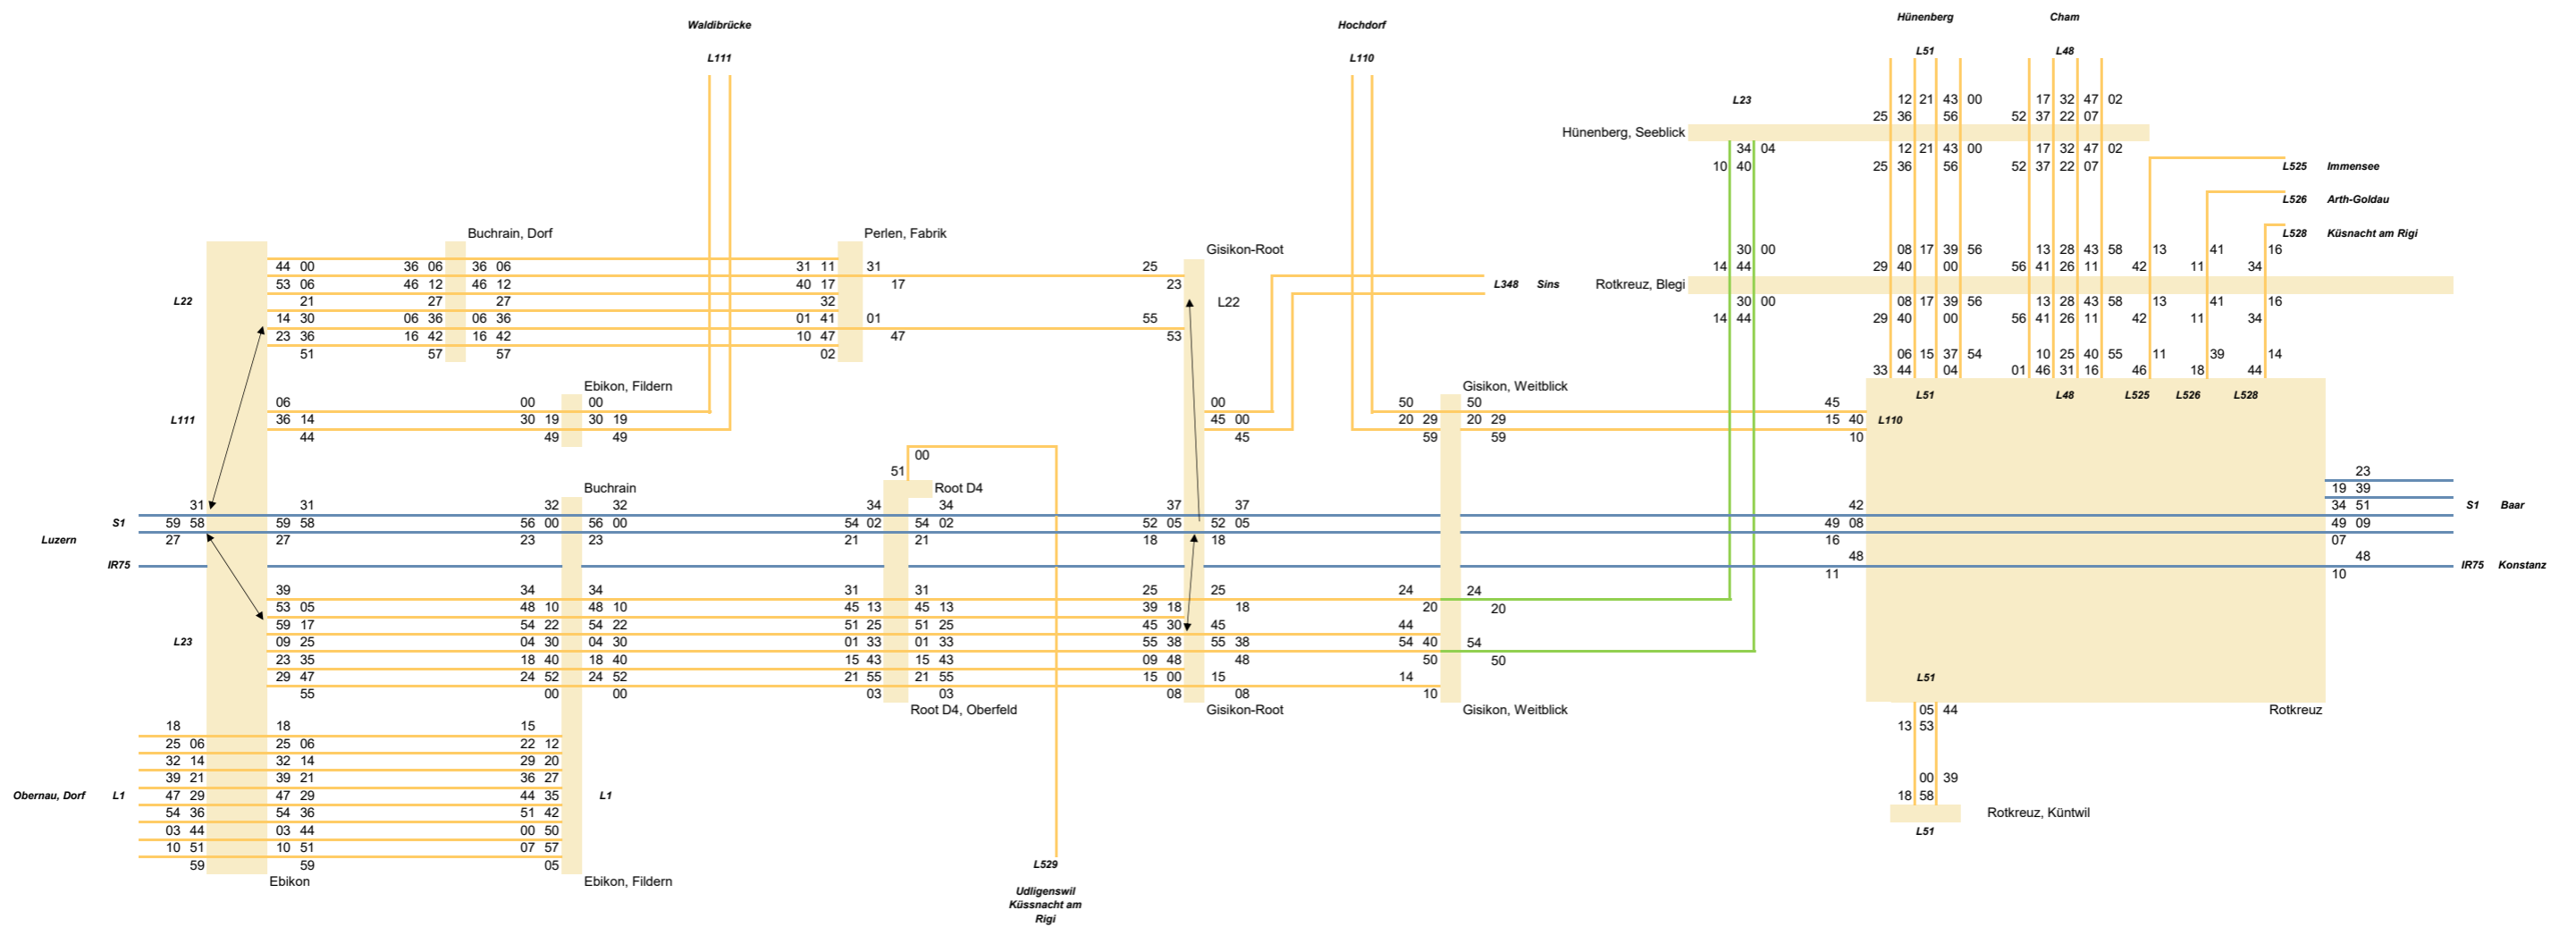 Waldibrücke
Hochdorf
Hünenberg
Cham
L111
L110
L51
L48
L23
12 21 43 00 17 32 47 02
25 36 56 52 37 22 07
Hünenberg, Seeblick
34 04 12 21 43 00 17 32 47 02
10 40 25 36 56 52 37 22 07
L525 Immensee
L526 Arth-Goldau
L528 Küsnacht am Rigi
Buchrain, Dorf
Perlen, Fabrik
Gisikon-Root
30 00 08 17 39 56 13 28 43 58 13 41 16
14 44 29 40 00 56 41 26 11 42 11 34
Rotkreuz, Blegi
30 00 08 17 39 56 13 28 43 58 13 41 16
14 44 29 40 00 56 41 26 11 42 11 34
06 15 37 54 10 25 40 55 11 39 14
33 44 04 01 46 31 16 46 18 44
L51 L48 L525 L526 L528
44 00 36 06 36 06 31 11 31 25
53 06 46 12 46 12 40 17 17 23
L22
21 27 27 32
L22
L348 Sins
14 30 06 36 06 36 01 41 01 55
23 36 16 42 16 42 10 47 47 53
51 57 57 02
Ebikon, Fildern
Gisikon, Weitblick
06 00 00 00 50 50 45
L111
36 14 30 19 30 19 45 00 20 29 20 29 15 40
L110
44 49 49 45 59 59 10
00
51
Buchrain
Root D4
23
19 39
31 31 32 32 34 34 37 37 42 34 51
S1
59 58 59 58 56 00 56 00 54 02 54 02 52 05 52 05 49 08 49 09
S1 Baar
27 27 23 23 21 21 18 18 16 07
Luzern
IR75
48 48
11 10
IR75 Konstanz
39 34 34 31 31 25 25 24 24
53 05 48 10 48 10 45 13 45 13 39 18 18 20 20
59 17 54 22 54 22 51 25 51 25 45 30 45 44
L23
09 25 04 30 04 30 01 33 01 33 55 38 55 38 54 40 54
23 35 18 40 18 40 15 43 15 43 09 48 48 50 50
29 47 24 52 24 52 21 55 21 55 15 00 15 14
55 00 00 03 03 08 08 10
Root D4, Oberfeld
Gisikon-Root
Gisikon, Weitblick
L51
Rotkreuz
05 44
13 53
00 39
18 58
Rotkreuz, Küntwil
L51
18 18 15
25 06 25 06 22 12
32 14 32 14 29 20
39 21 39 21 36 27
Obernau, Dorf L1
47 29 47 29 44 35
L1
54 36 54 36 51 42
03 44 03 44 00 50
10 51 10 51 07 57
59 59 05
Ebikon
Ebikon, Fildern
L529
Udligenswil
Küssnacht am
Rigi